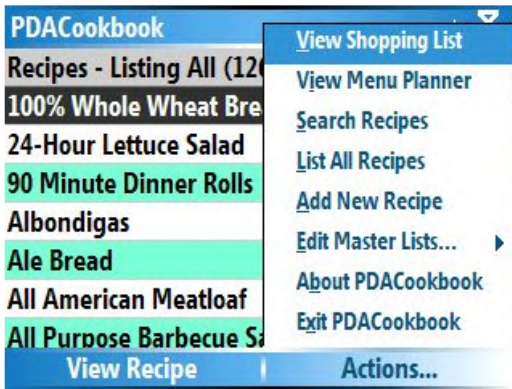 PDACookbook
Recipes - Listing All (126
100% Whole Wheat Bre
24-Hour Lettuce Salad
90 Minute Dinner Rolls
Albondigas
Ale Bread
All American Meatloaf
All Purpose Barbecue Sa
View Shopping List
View Menu Planner
Search Recipes
List All Recipes
Add New Recipe
Edit Master Lists...
About PDACookbook
Exit PDACookbook
View Recipe
Actions...